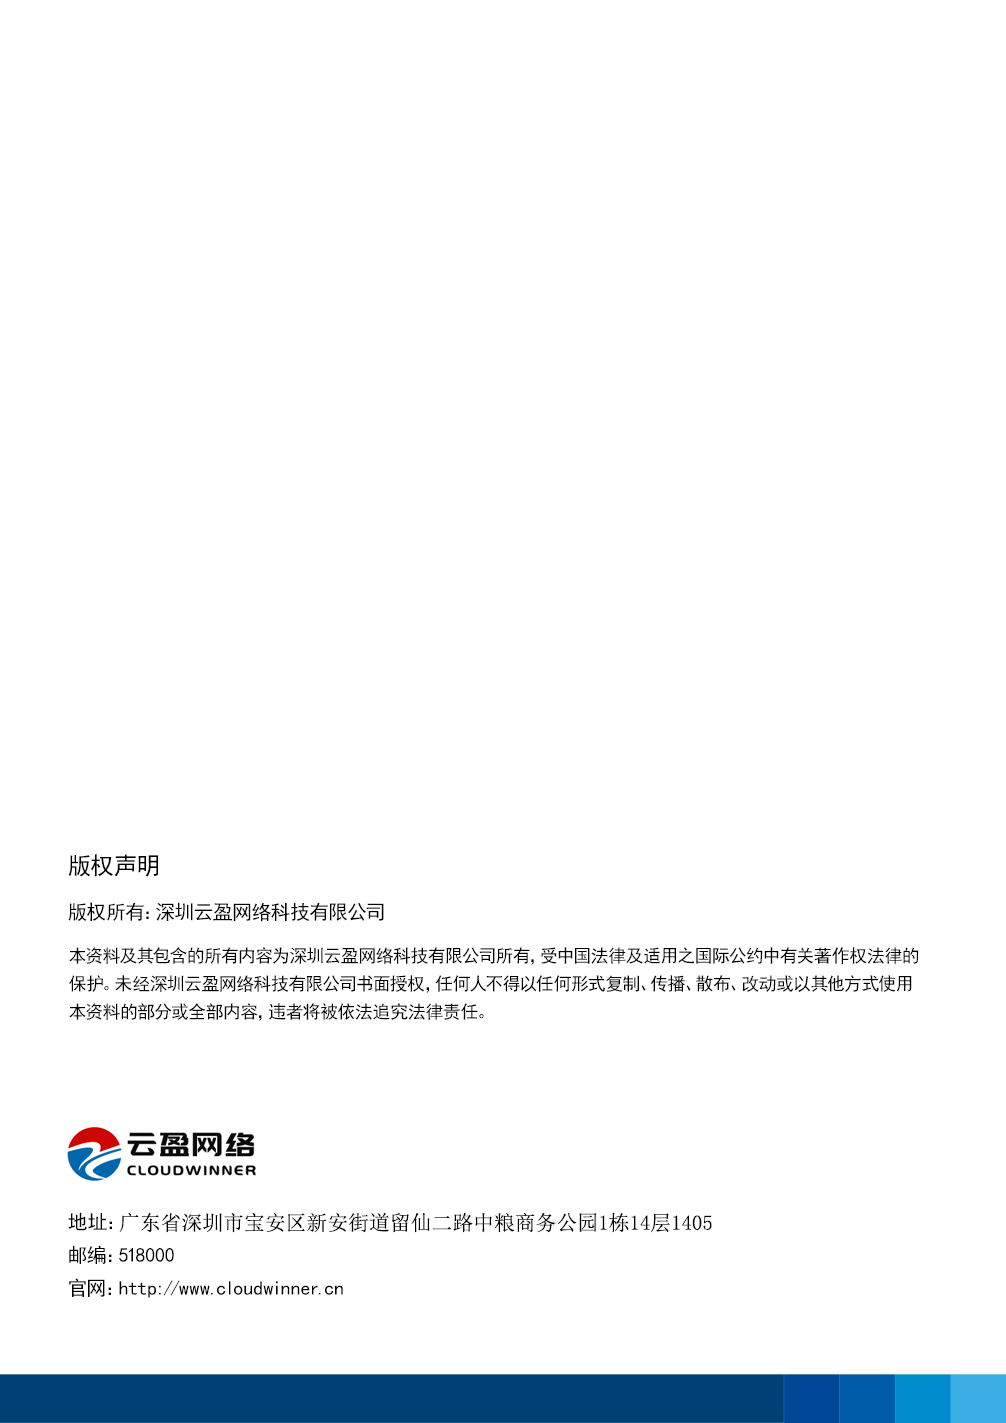 版权声明
版权所有: 深圳云盈网络科技有限公司
本资料及其包含的所有内容为深圳云盈网络科技有限公司所有, 受中国法律及适用之国际公约中有关著作权法律的
保护。未经深圳云盈网络科技有限公司书面授权, 任何人不得以任何形式复制、传播、散布、改动或以其他方式使用
本资料的部分或全部内容, 违者将被依法追究法律责任。
云盈网络
CLOUDWINNER
地址: 广东省深圳市宝安区新安街道留仙二路中粮商务公园1栋14层1405
邮编: 518000
官网: http://www.cloudwinner.cn